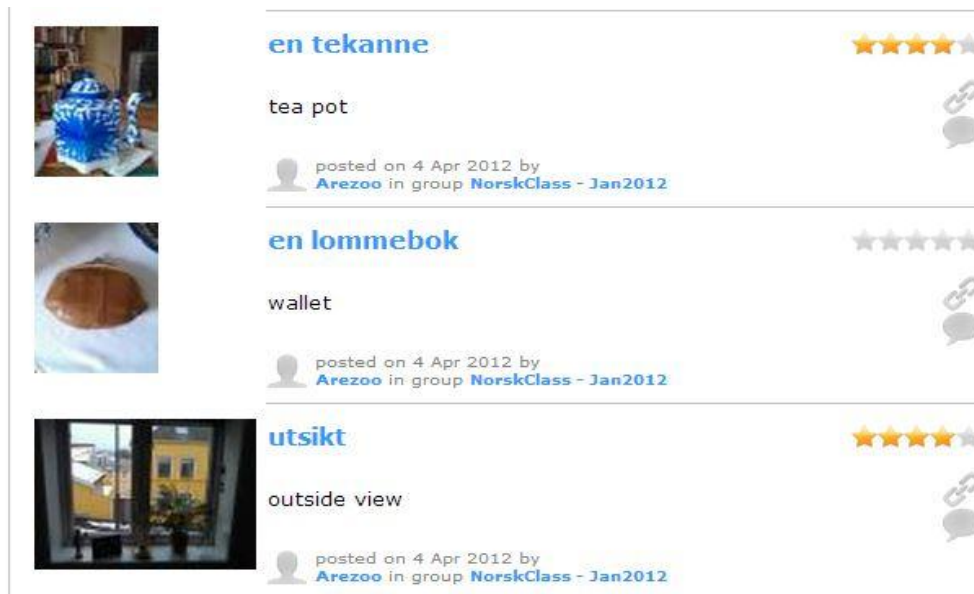 en tekanne
tea pot
posted on 4 Apr 2012 by
Arezoo in group NorskClass - Jan2012
en lommebok
wallet
posted on 4 Apr 2012 by
Arezoo in group NorskClass - Jan2012
utsikt
outside view
posted on 4 Apr 2012 by
Arezoo in group NorskClass - Jan2012